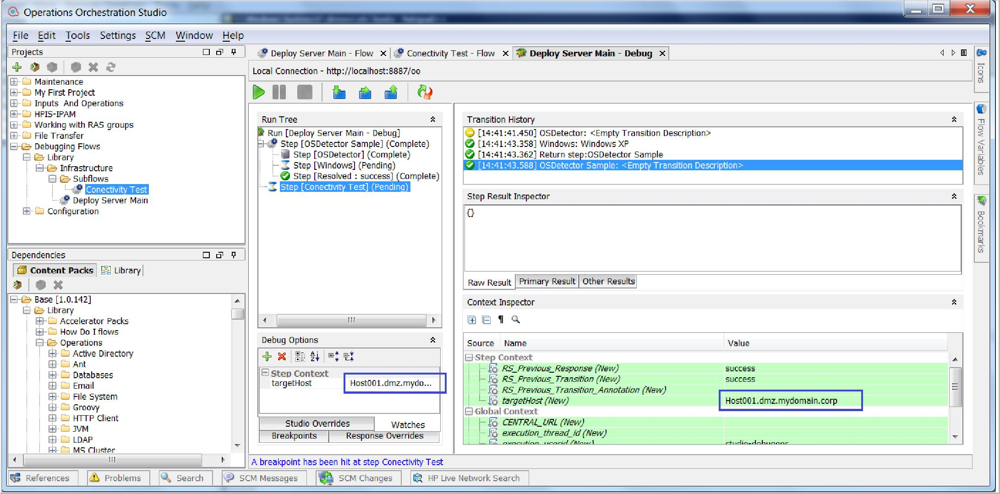 Operations Orchestration Studio
File Edit Tools Settings SCM Window Help
Projects
Maintenance
My First Project
Inputs And Operations
HPIS-IPAM
Working with RAS groups
File Transfer
Debugging Flows
Library
Infrastructure
Subflows
Conectivity Test
Deploy Server Main
Configuration
Dependencies
Content Packs Library
Base [1.0.142]
Library
Accelerator Packs
How Do I flows
Operations
Active Directory
Ant
Databases
Email
File System
Groovy
HTTP Client
JVM
LDAP
MS Cluster
Deploy Server Main - Flow Conectivity Test - Flow Deploy Server Main - Debug
Local Connection - http://localhost:8887/oo
Run Tree
Run [Deploy Server Main - Debug]
Step [OSDetector Sample] (Complete)
Step [OSDetector] (Complete)
Step [Windows] (Pending)
Step [Resolved : success] (Complete)
Step [Conectivity Test] (Pending)
Debug Options
Step Context
targetHost Host001.dmz.mydo...
Studio Overrides Watches
Breakpoints Response Overrides
Transition History
[14:41:41.450] OSDetector: <Empty Transition Description>
[14:41:43.358] Windows: Windows XP
[14:41:43.362] Return step:OSDetector Sample
[14:41:43.588] OSDetector Sample: <Empty Transition Description>
Step Result Inspector
{}
Raw Result Primary Result Other Results
Context Inspector
Source Name Value
Step Context
RS_Previous_Response (New) success
RS_Previous_Transition (New) success
RS_Previous_Transition_Annotation (New)
targetHost (New) Host001.dmz.mydomain.corp
Global Context
CENTRAL_URL (New)
execution_thread_id (New)
execution_userid (New) studio-debugger
A breakpoint has been hit at step Conectivity Test
Icons
Flow Variables
Bookmarks
References Problems Search SCM Messages SCM Changes HP Live Network Search